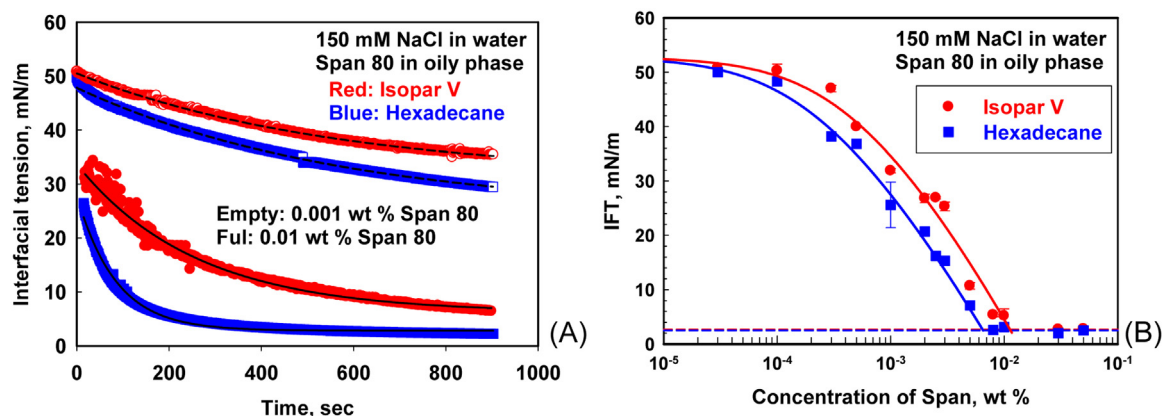 60
50
40
30
20
10
0
Interfacial tension, mN/m
150 mM NaCl in water
Span 80 in oily phase
Red: Isopar V
Blue: Hexadecane
Empty: 0.001 wt % Span 80
Ful: 0.01 wt % Span 80
0 200 400 600 800 1000
Time, sec
(A)
60
50
40
30
20
10
0
IFT, mN/m
150 mM NaCl in water
Span 80 in oily phase
Isopar V
Hexadecane
10-5 10-4 10-3 10-2 10-1
Concentration of Span, wt %
(B)